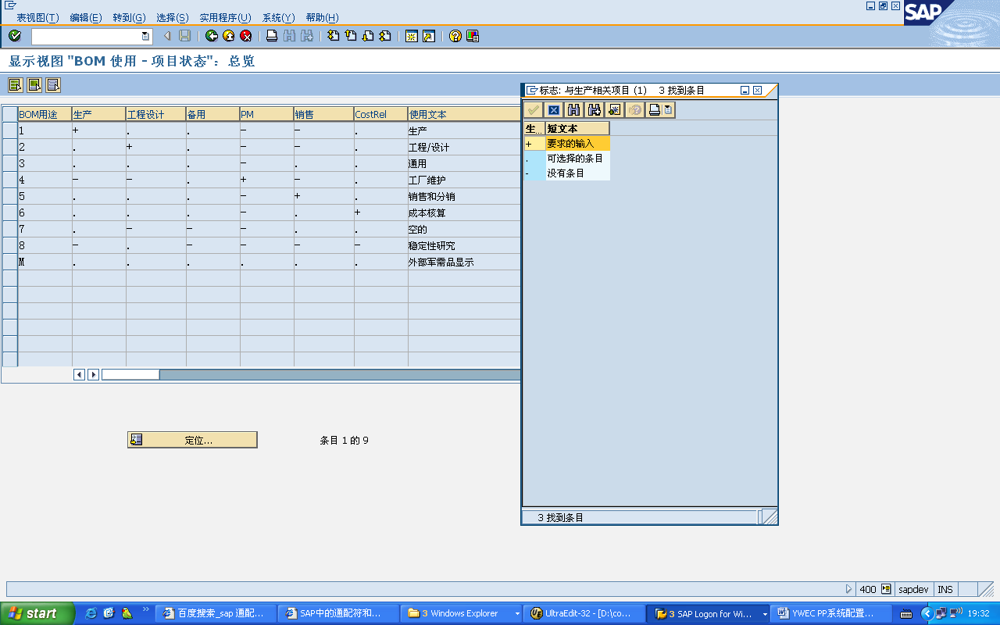 表视图(T) 编辑(E) 转到(G) 选择(S) 实用程序(U) 系统(Y) 帮助(H)
SAP
显示视图 "BOM 使用 - 项目状态": 总览
BOM用途 生产 工程设计 备用 PM 销售 CostRel 使用文本
1 + . . - - . 生产
2 . + . - - . 工程/设计
3 . . . - . . 通用
4 - - . + - . 工厂维护
5 . . . - + . 销售和分销
6 . . . - . + 成本核算
7 . - - - . . 空的
8 - . - - - - 稳定性研究
M . . . . . . 外部军需品显示
定位... 条目 1 的 9
标志: 与生产相关项目 (1) 3 找到条目
生... 短文本
+ 要求的输入
. 可选择的条目
- 没有条目
3 找到条目
400 sapdev INS
start 百度搜索_sap 通配... SAP中的通配符和... 3 Windows Explorer UltraEdit-32 - [D:\co... 3 SAP Logon for Wi... YWEC PP系统配置... 19:32